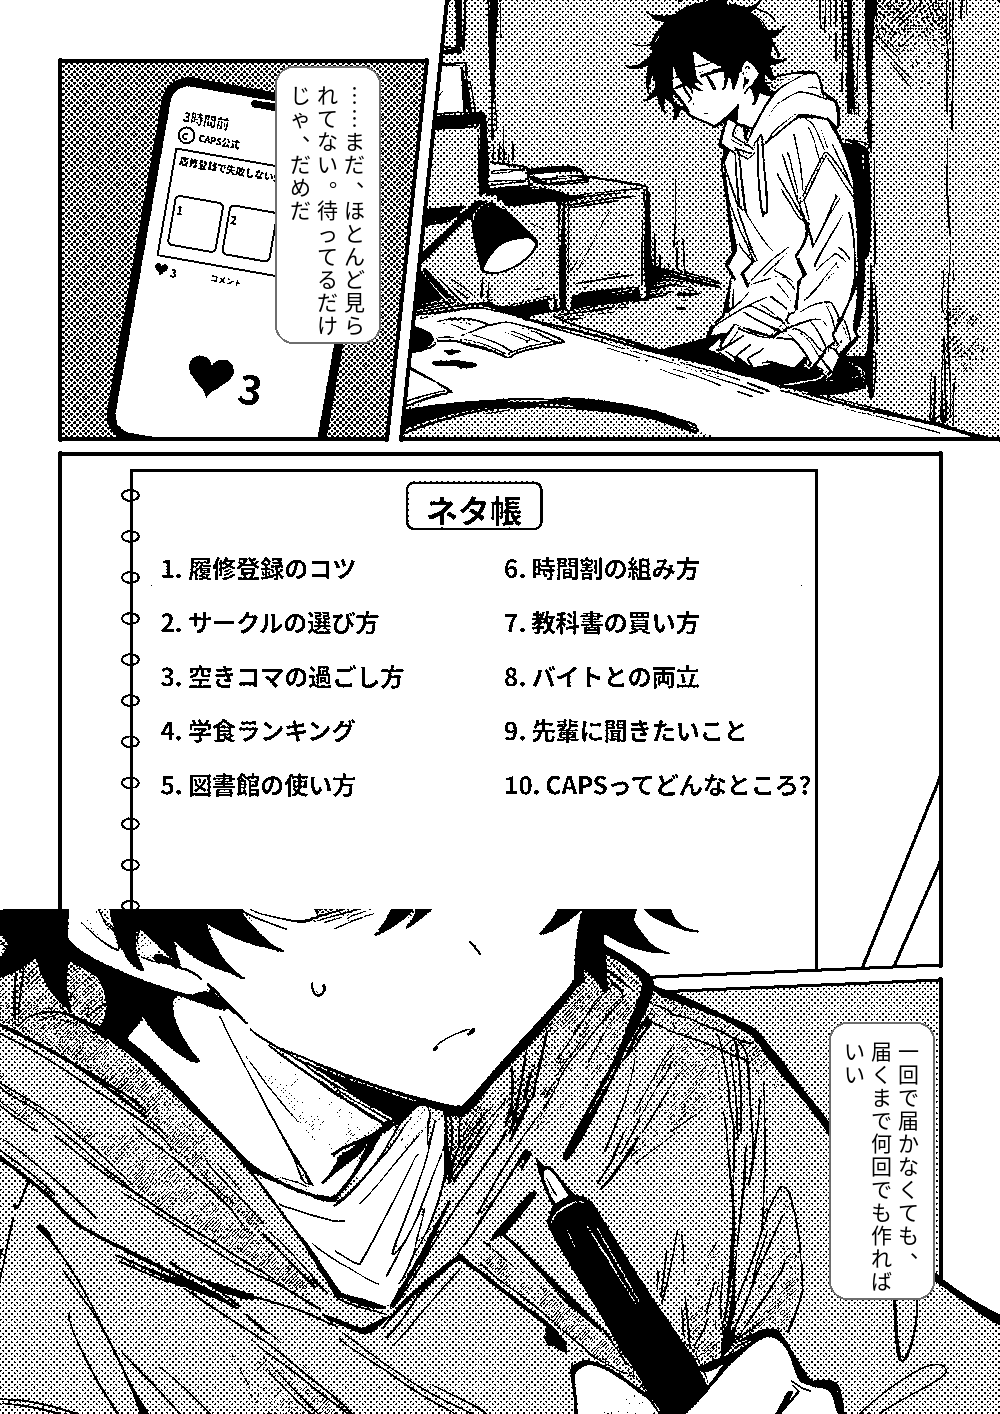 ……まだ、ほとんど見ら
れてない。待ってるだけ
じゃ、だめだ
3時間前
C CAPS公式
履修登録で失敗しない
1
2
3
コメント
3
ネタ帳
1. 履修登録のコツ
2. サークルの選び方
3. 空きコマの過ごし方
4. 学食ランキング
5. 図書館の使い方
6. 時間割の組み方
7. 教科書の買い方
8. バイトとの両立
9. 先輩に聞きたいこと
10. CAPSってどんなところ?
一回で届かなくても、
届くまで何回でも作れば
いい